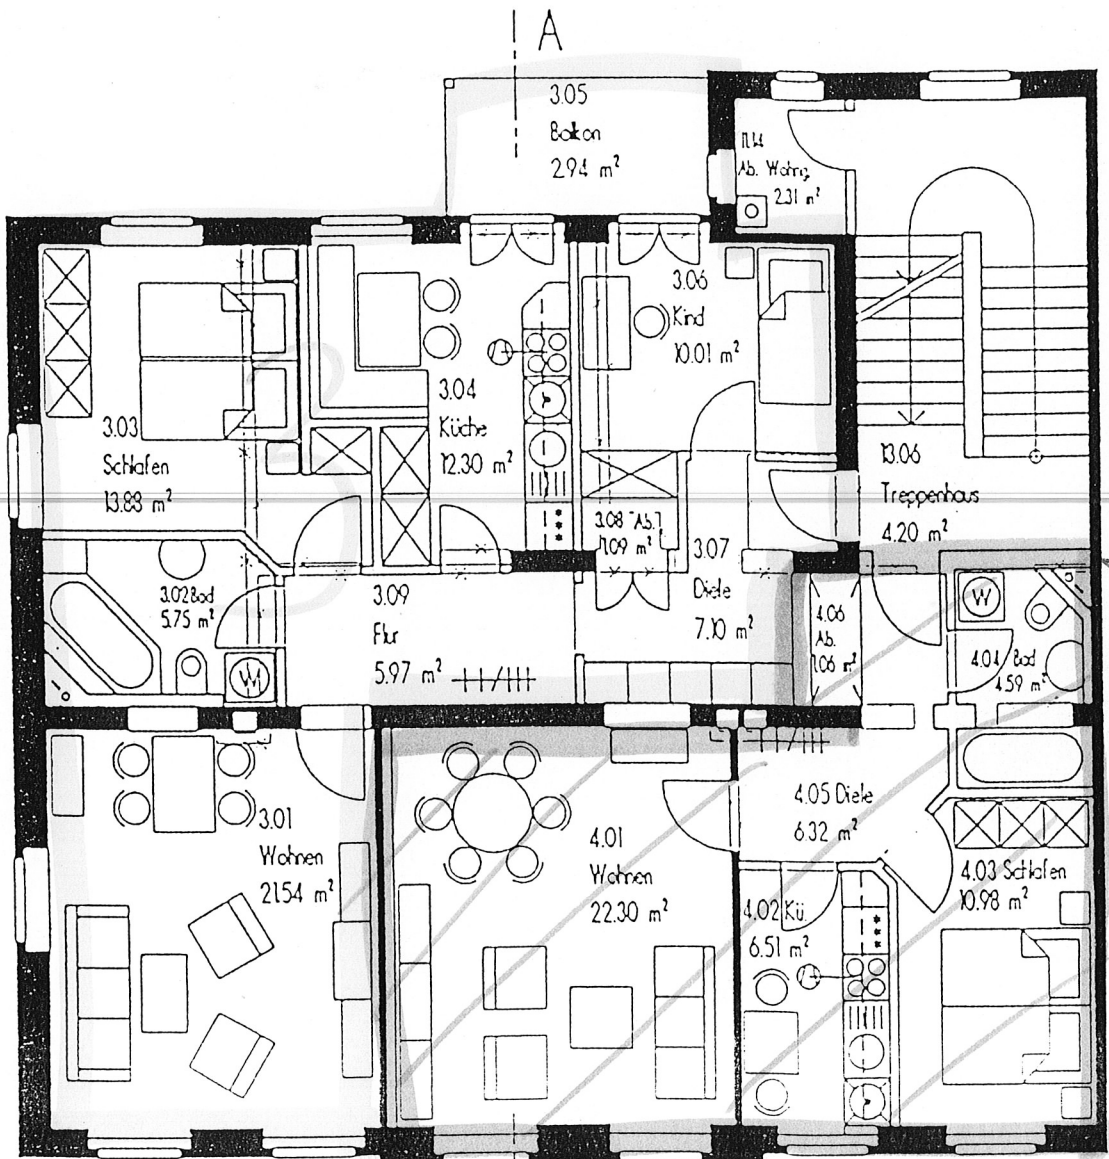 A
3.05
Balkon
2.94 m²
Ab. Wohng.
2.31 m²
3.06
Kind
10.01 m²
3.04
Küche
12.30 m²
3.03
Schlafen
13.88 m²
13.06
Treppenhaus
4.20 m²
3.08 Ab.
1.09 m²
3.07
Diele
7.10 m²
3.02 Bad
5.75 m²
3.09
Flur
5.97 m²
4.06
Ab.
1.06 m²
W
4.04 Bad
4.59 m²
W
3.01
Wohnen
21.54 m²
4.01
Wohnen
22.30 m²
4.05 Diele
6.32 m²
4.02 Kü.
6.51 m²
4.03 Schlafen
10.98 m²